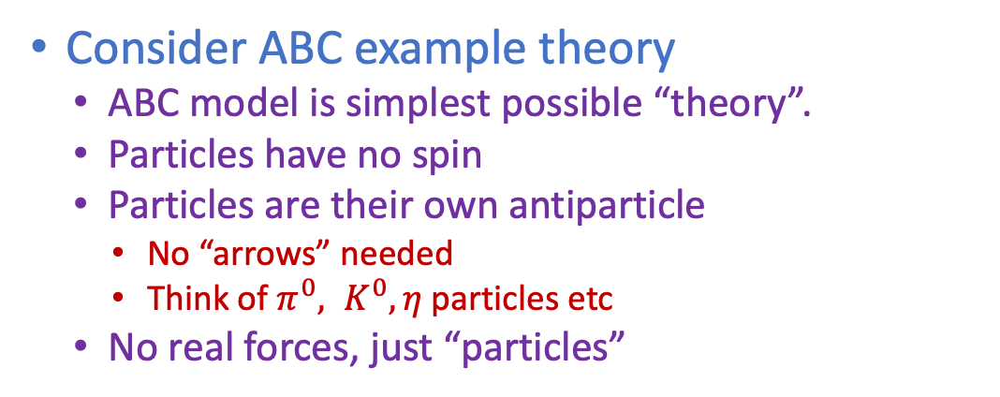 • Consider ABC example theory
• ABC model is simplest possible “theory”.
• Particles have no spin
• Particles are their own antiparticle
• No “arrows” needed
• Think of π⁰, K⁰, η particles etc
• No real forces, just “particles”